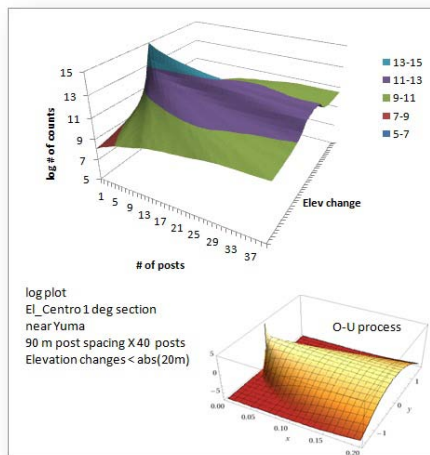 15
13
11
9
7
5
log # of counts
1
5
9
13
17
21
25
29
33
37
# of posts
Elev change
13-15
11-13
9-11
7-9
5-7
log plot
El_Centro 1 deg section
near Yuma
90 m post spacing X 40 posts
Elevation changes < abs(20m)
O-U process
5
0
-5
0.00
0.05
0.10
0.15
0.20
x
1
0
-1
y